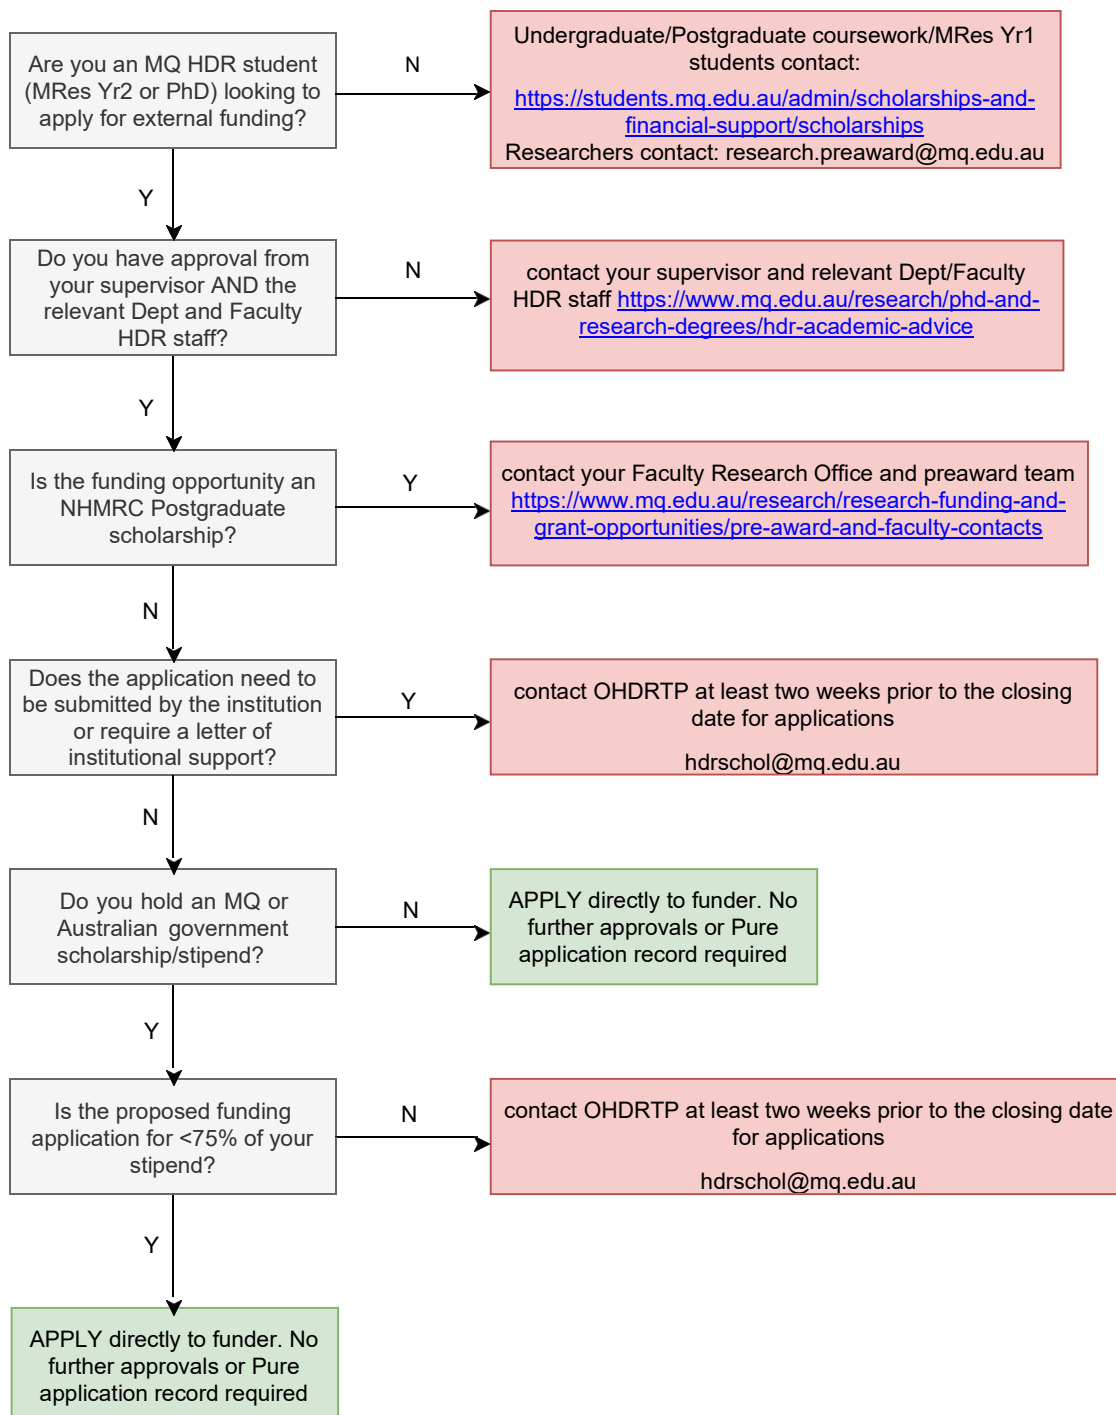 Are you an MQ HDR student
(MRes Yr2 or PhD) looking to
apply for external funding?
N
Undergraduate/Postgraduate coursework/MRes Yr1
students contact:
https://students.mq.edu.au/admin/scholarships-and-
financial-support/scholarships
Researchers contact: research.preaward@mq.edu.au
Y
Do you have approval from
your supervisor AND the
relevant Dept and Faculty
HDR staff?
N
contact your supervisor and relevant Dept/Faculty
HDR staff https://www.mq.edu.au/research/phd-and-
research-degrees/hdr-academic-advice
Y
Is the funding opportunity an
NHMRC Postgraduate
scholarship?
Y
contact your Faculty Research Office and preaward team
https://www.mq.edu.au/research/research-funding-and-
grant-opportunities/pre-award-and-faculty-contacts
N
Does the application need to
be submitted by the institution
or require a letter of
institutional support?
Y
contact OHDRTP at least two weeks prior to the closing
date for applications
hdrschol@mq.edu.au
N
Do you hold an MQ or
Australian government
scholarship/stipend?
N
APPLY directly to funder. No
further approvals or Pure
application record required
Y
Is the proposed funding
application for <75% of your
stipend?
N
contact OHDRTP at least two weeks prior to the closing date
for applications
hdrschol@mq.edu.au
Y
APPLY directly to funder. No
further approvals or Pure
application record required